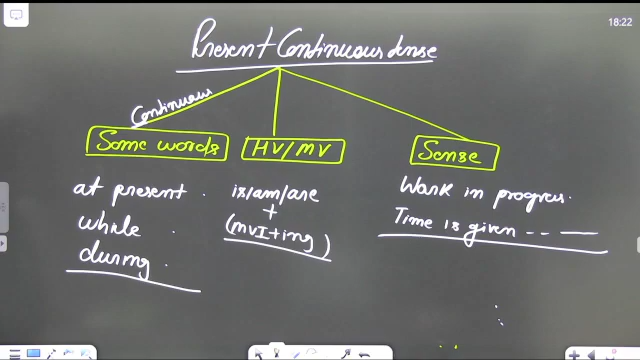 18:22
Present Continuous tense
Continuous
Some words
HV/MV
Sense
at present.
while.
during.
is/am/are
+
(mvI+ing)
Work in progress.
Time is given -- —